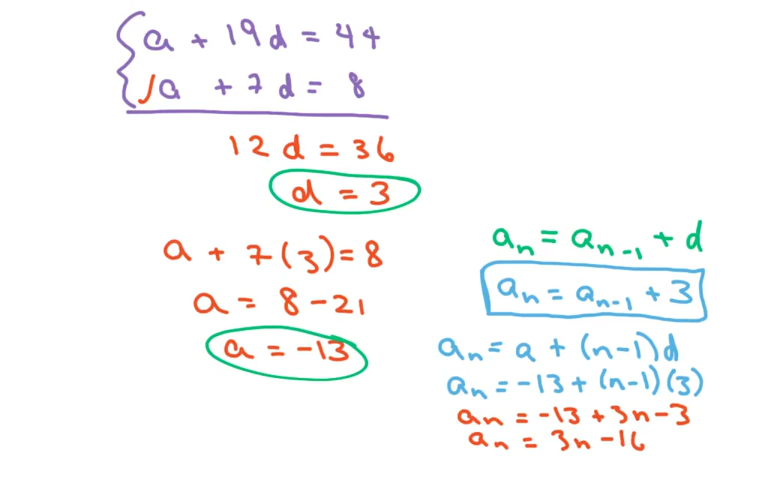 a + 19d = 44
a + 7d = 8
12d = 36
d = 3
a + 7(3) = 8
a = 8 - 21
a = -13
aₙ = aₙ₋₁ + d
aₙ = aₙ₋₁ + 3
aₙ = a + (n-1)d
aₙ = -13 + (n-1)(3)
aₙ = -13 + 3n - 3
aₙ = 3n - 16